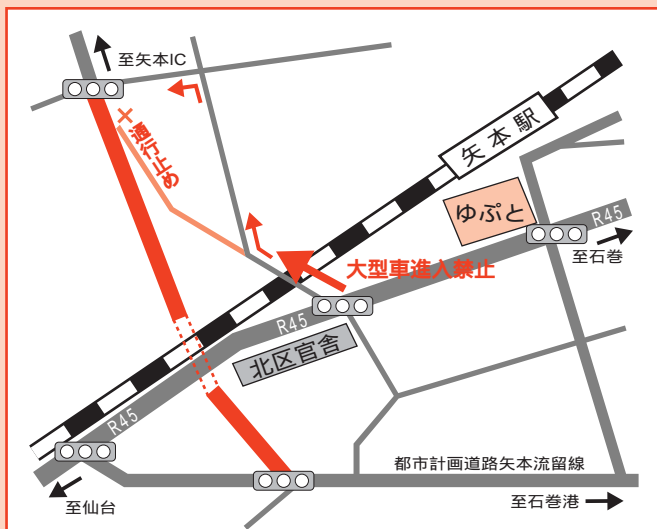 至矢本IC
×
通行止め
矢本駅
ゆぷと
R45
至石巻
大型車進入禁止
R45
北区官舎
R45
都市計画道路矢本流留線
至仙台
至石巻港